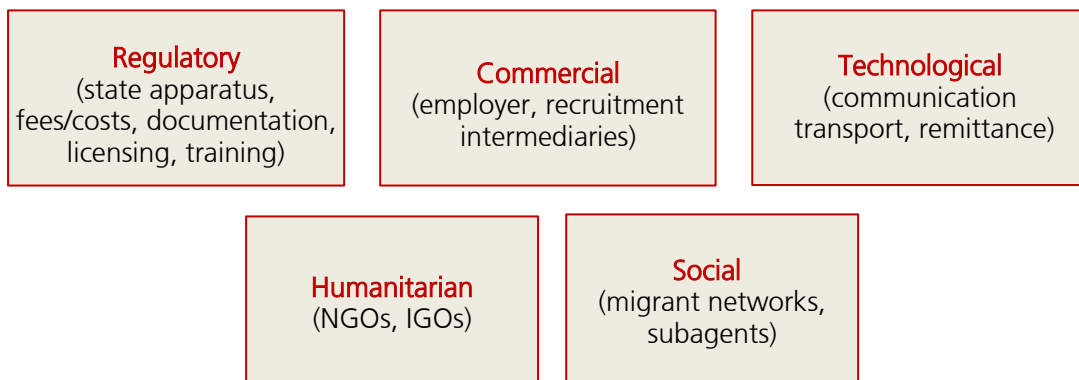 Regulatory
(state apparatus,
fees/costs, documentation,
licensing, training)
Commercial
(employer, recruitment
intermediaries)
Technological
(communication
transport, remittance)
Humanitarian
(NGOs, IGOs)
Social
(migrant networks,
subagents)